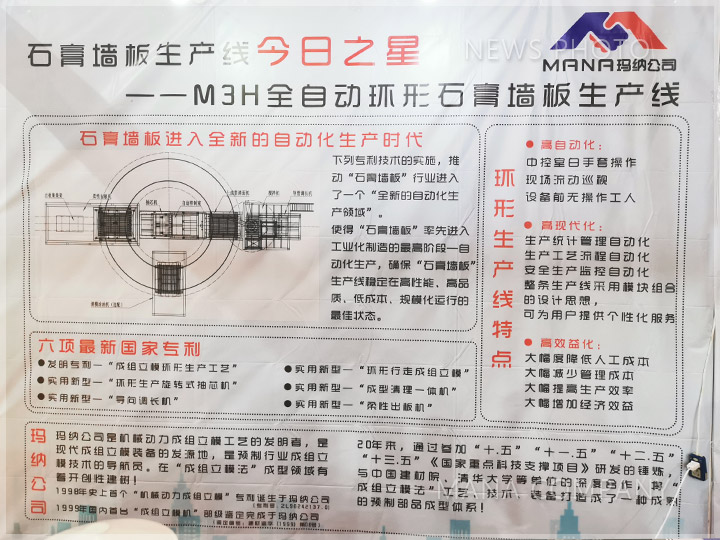 石膏墙板生产线今日之星
NEWS PHOTO
MANA玛纳公司
——M3H全自动环形石膏墙板生产线
石膏墙板进入全新的自动化生产时代
下列专利技术的实施，推
动“石膏墙板”行业进入
了一个“全新的自动化生
产领域”。
使得“石膏墙板”率先进入
工业化制造的最高阶段一自
动化生产，确保“石膏墙板”
生产线稳定在高性能、高品
质、低成本、规模化运行的
最佳状态。
环形生产线特点
● 高自动化：
中控室白手套操作
现场流动巡视
设备前无操作工人
● 高现代化：
生产统计管理自动化
生产工艺流程自动化
安全生产监控自动化
整条生产线采用模块组合
的设计思想，
可为用户提供个性化服务
● 高效益化：
大幅度降低人工成本
大幅减少管理成本
大幅提高生产效率
大幅增加经济效益
六项最新国家专利
●发明专利—“成组立模环形生产工艺”
●实用新型—“环形生产旋转式抽芯机”
●实用新型—“导向调长机”
●实用新型—“环形行走成组立模”
●实用新型—“成型清理一体机”
●实用新型—“柔性出板机”
玛纳公司
玛纳公司是机械动力成组立模工艺的发明者，是
现代成组立模装备的发源地，是预制行业成组立
模技术的导航员。在“成组立模法”成型领域有
着开创性建树！
1998年史上首个“机械动力成组立模”专利诞生于玛纳公司
1999年国内首台“成组立模机”部级鉴定完成于玛纳公司
20年来，通过参加“十.五”“十一.五”“十二.五”
“十三.五”《国家重点科技支撑项目》研发的锤炼，
与中国建材院、清华大学等单位的深度合作，将“
成组立模法”工艺、技术、装备打造成了一种成熟
的预制部品成型体系！
MANA COMPANY